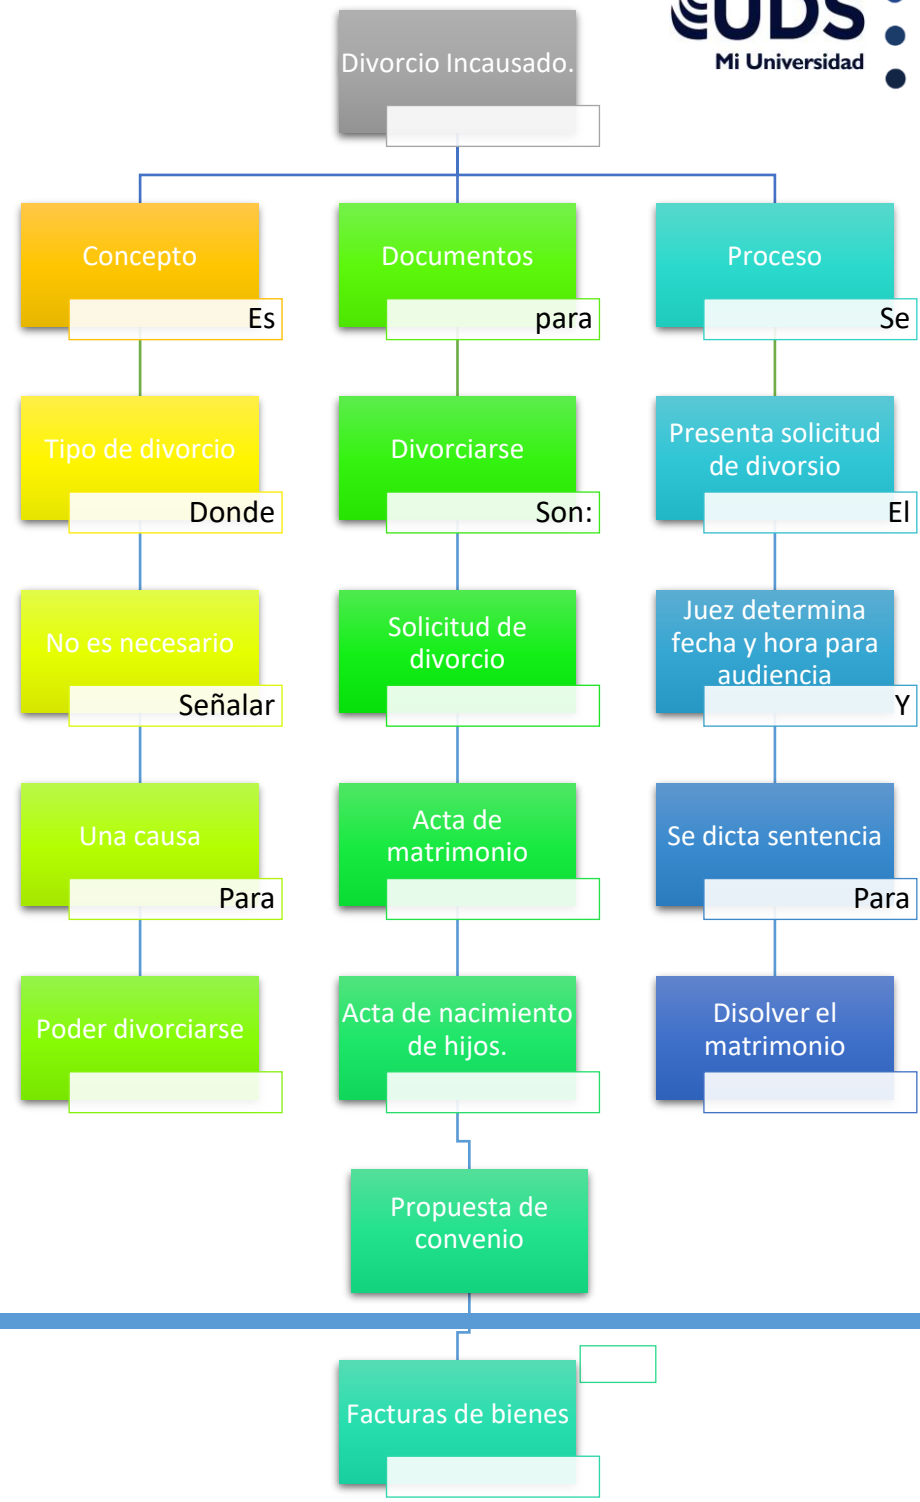 UDS
Mi Universidad
Divorcio Incausado.
Concepto
Es
Tipo de divorcio
Donde
No es necesario
Señalar
Una causa
Para
Poder divorciarse
Documentos
para
Divorciarse
Son:
Solicitud de
divorcio
Acta de
matrimonio
Acta de nacimiento
de hijos.
Propuesta de
convenio
Facturas de bienes
Proceso
Se
Presenta solicitud
de divorsio
El
Juez determina
fecha y hora para
audiencia
Y
Se dicta sentencia
Para
Disolver el
matrimonio